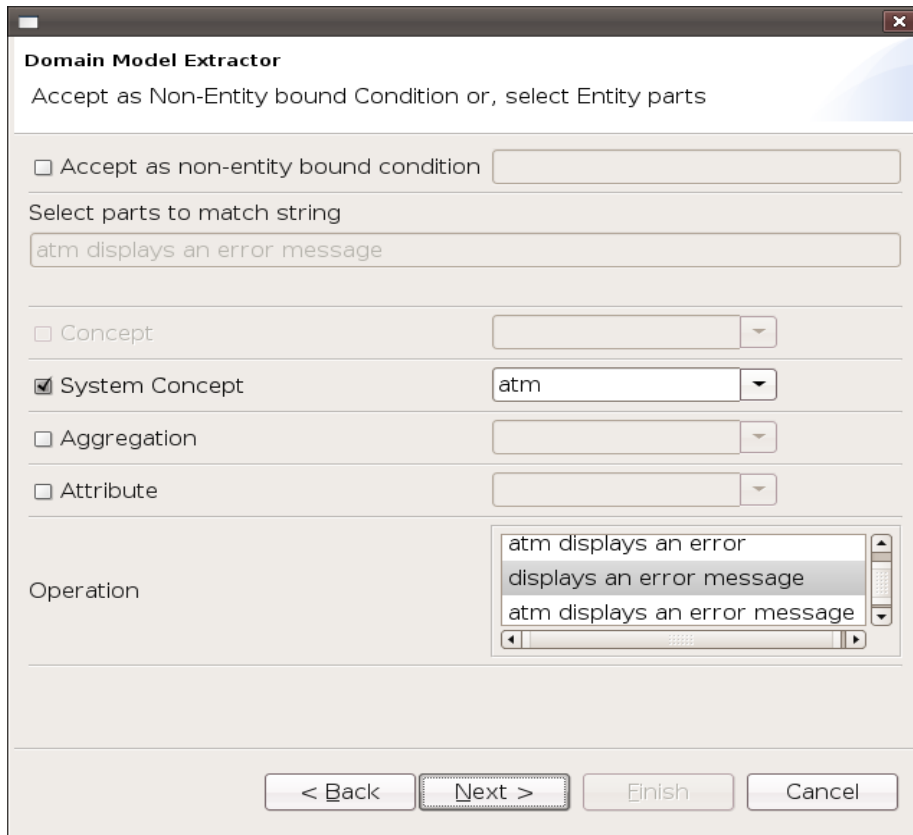 Domain Model Extractor
Accept as Non-Entity bound Condition or, select Entity parts
Accept as non-entity bound condition
Select parts to match string
atm displays an error message
Concept
System Concept atm
Aggregation
Attribute
atm displays an error
Operation displays an error message
atm displays an error message
< Back Next > Finish Cancel